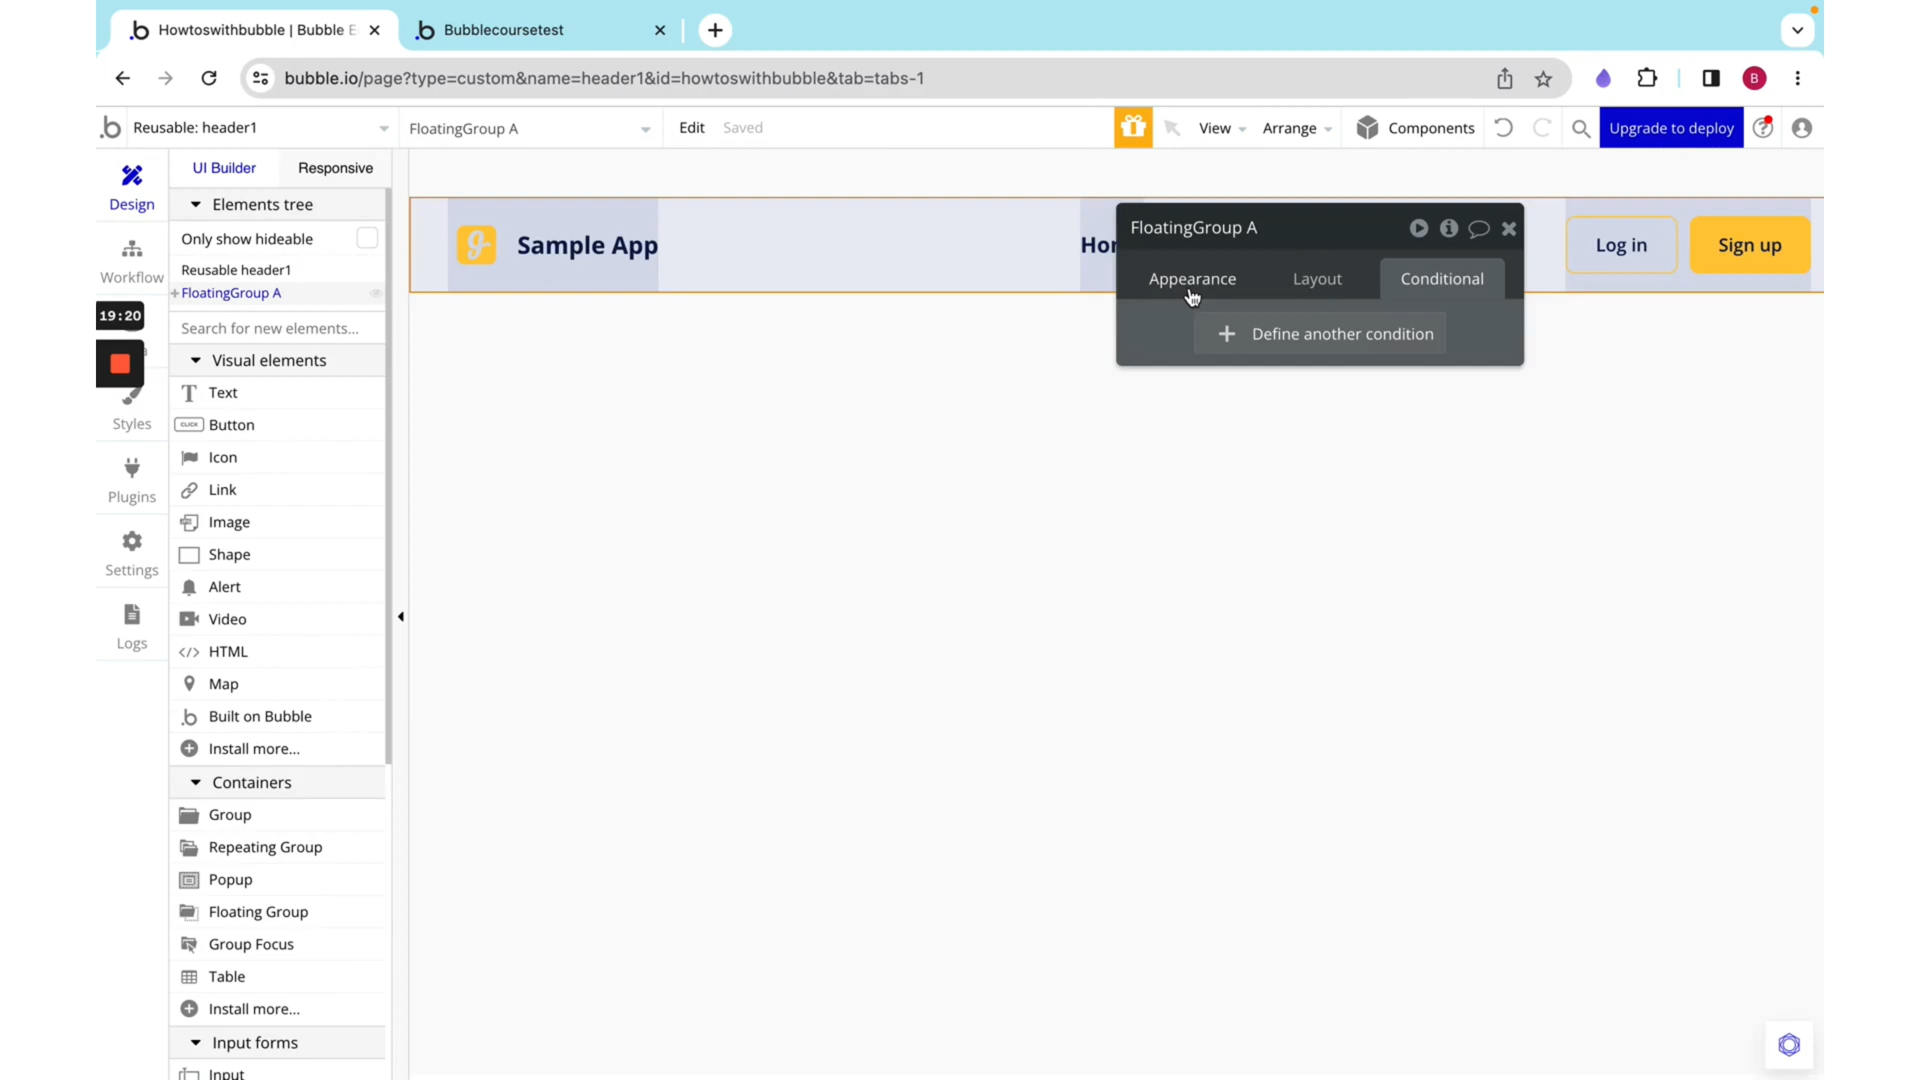 Howtoswithbubble | Bubble E
Bubblecoursetest
bubble.io/page?type=custom&name=header1&id=howtoswithbubble&tab=tabs-1
B
Reusable: header1
FloatingGroup A
Edit
Saved
View
Arrange
Components
Upgrade to deploy
Design
Workflow
19:20
Styles
Plugins
Settings
Logs
UI Builder
Responsive
Elements tree
Only show hideable
Reusable header1
FloatingGroup A
Search for new elements...
Visual elements
Text
CLICK Button
Icon
Link
Image
Shape
Alert
Video
HTML
Map
Built on Bubble
Install more...
Containers
Group
Repeating Group
Popup
Floating Group
Group Focus
Table
Install more...
Input forms
Input
Sample App
Hor
FloatingGroup A
Appearance
Layout
Conditional
Define another condition
Log in
Sign up